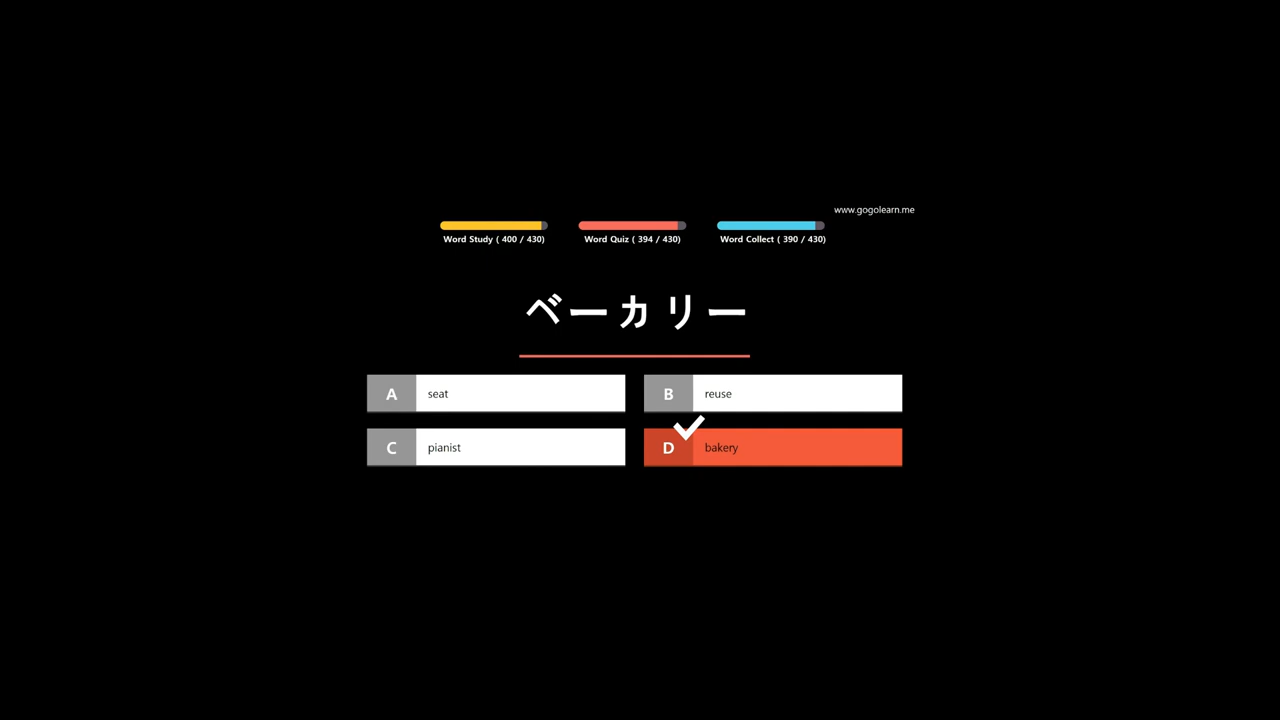 www.gogolearn.me
Word Study ( 400 / 430)
Word Quiz ( 394 / 430)
Word Collect ( 390 / 430)
ベーカリー
A seat
B reuse
C pianist
D bakery